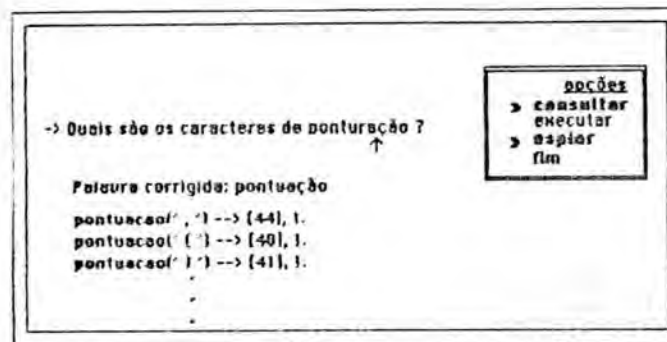 opções
> consultar
executar
> espiar
fim
-> Quais são os caracteres de ponturação ?
↑
Palavra corrigida: pontuação
pontuacao(' , ') --> [44], !.
pontuacao(' ( ') --> [40], !.
pontuacao(' ) ') --> [41], !.
.
.
.